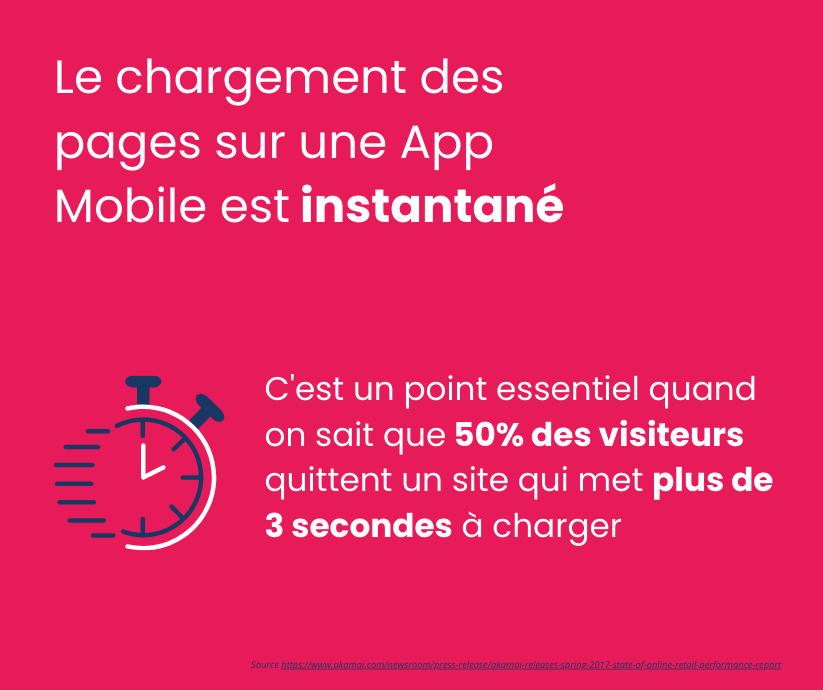 Le chargement des
pages sur une App
Mobile est instantané
C'est un point essentiel quand
on sait que 50% des visiteurs
quittent un site qui met plus de
3 secondes à charger
Source https://www.akamai.com/newsroom/press-release/akamai-releases-spring-2017-state-of-online-retail-performance-report